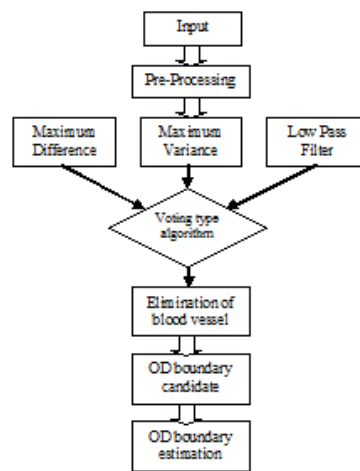 Input
Pre-Processing
Maximum
Difference
Maximum
Variance
Low Pass
Filter
Voting type
algorithm
Elimination of
blood vessel
OD boundary
candidate
OD boundary
estimation